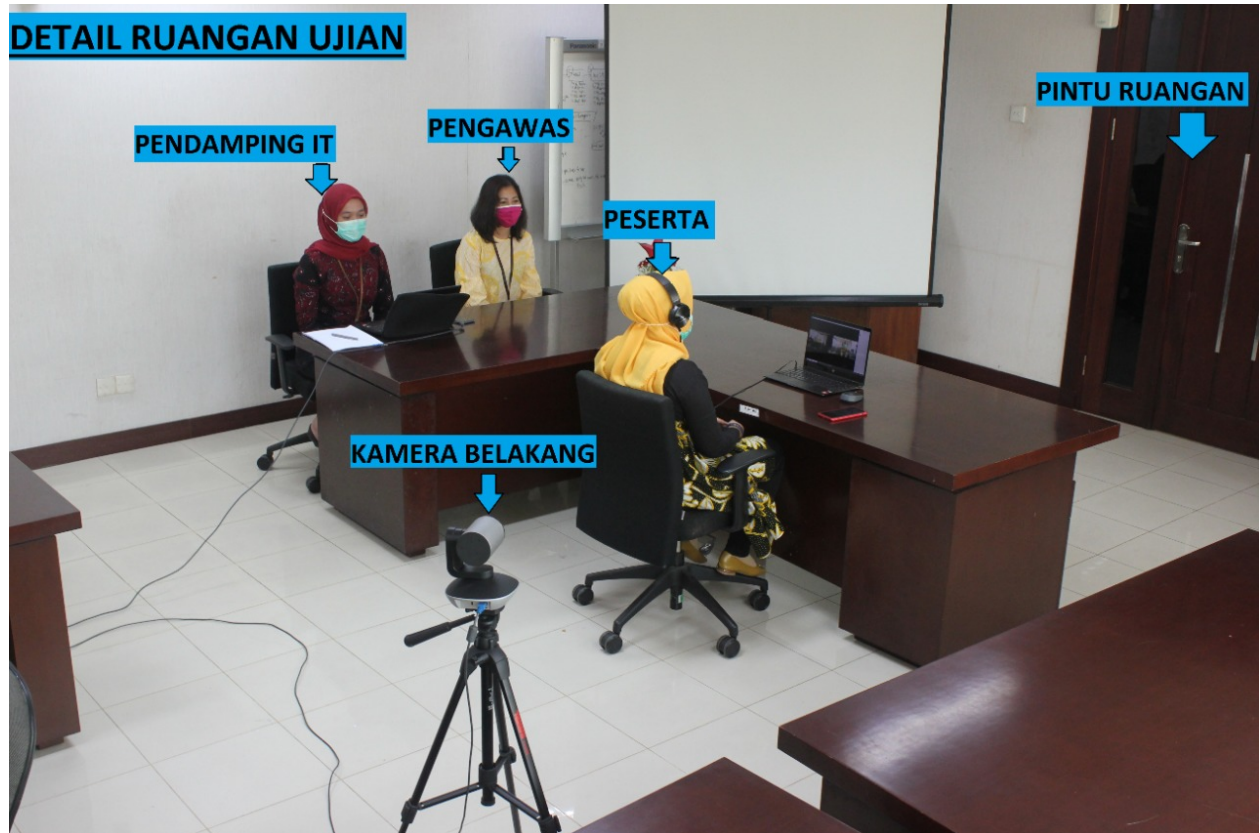 DETAIL RUANGAN UJIAN
PINTU RUANGAN
PENGAWAS
PENDAMPING IT
PESERTA
KAMERA BELAKANG